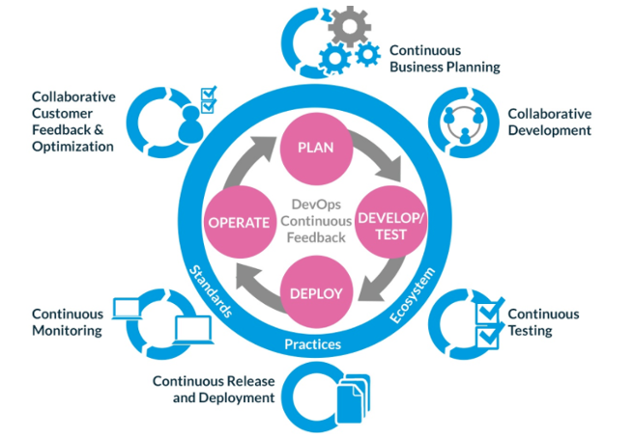 Continuous
Business Planning
Collaborative
Customer
Feedback &
Optimization
Collaborative
Development
PLAN
OPERATE
DevOps
Continuous
Feedback
DEVELOP/
TEST
DEPLOY
Standards
Practices
Ecosystem
Continuous
Monitoring
Continuous
Testing
Continuous Release
and Deployment